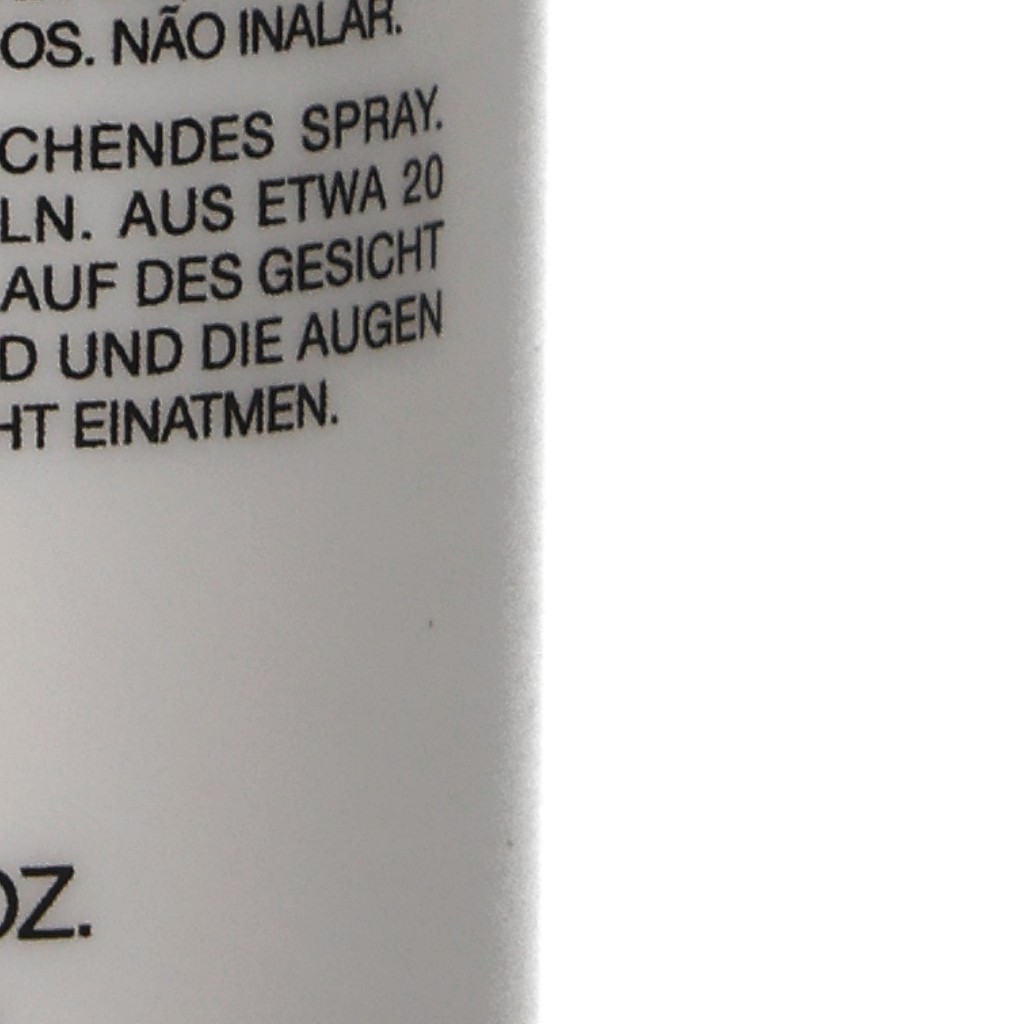 OS. NÃO INALAR.
CHENDES SPRAY.
LN. AUS ETWA 20
AUF DES GESICHT
D UND DIE AUGEN
HT EINATMEN.
OZ.